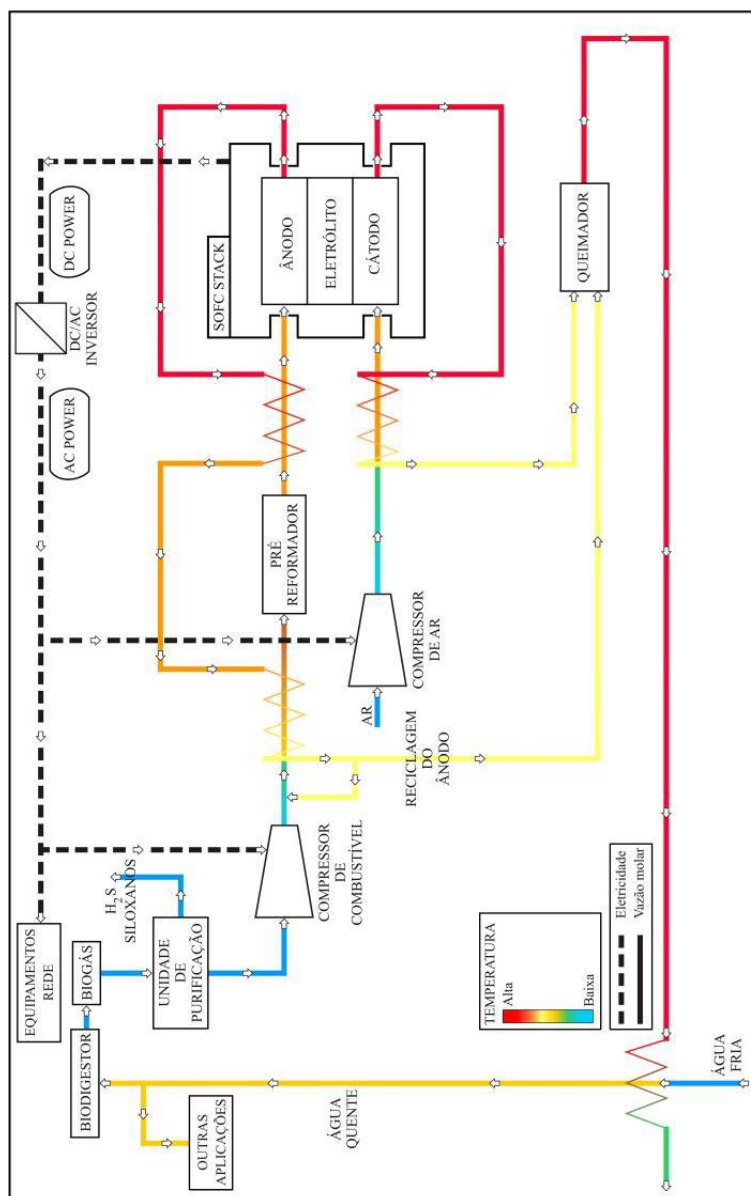 EQUIPAMENTOS
REDE
BIODIGESTOR
BIOGÁS
OUTRAS
APLICAÇÕES
UNIDADE
DE
PURIFICAÇÃO
H2S
SILOXANOS
COMPRESSOR
DE
COMBUSTÍVEL
RECICLAGEM
DO
ÂNODO
PRÉ
REFORMADOR
AR
COMPRESSOR
DE AR
AC POWER
DC/AC
INVERSOR
DC POWER
SOFC STACK
ÂNODO
ELETRÓLITO
CÁTODO
QUEIMADOR
ÁGUA
QUENTE
ÁGUA
FRIA
TEMPERATURA
Alta
Baixa
Eletricidade
Vazão molar